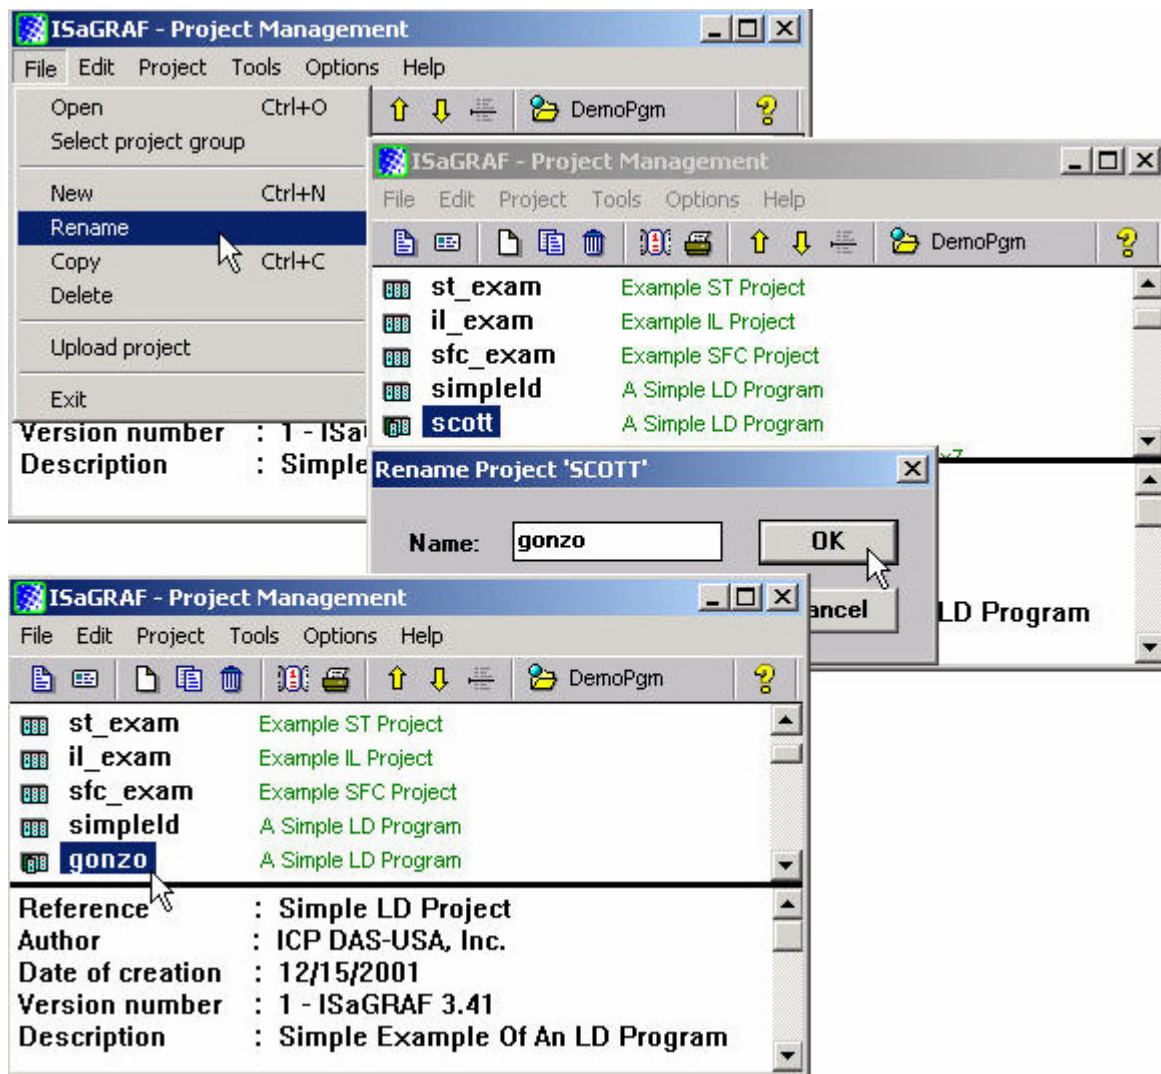 ISaGRAF - Project Management
File Edit Project Tools Options Help
Open Ctrl+O
Select project group
New Ctrl+N
Rename
Copy Ctrl+C
Delete
Upload project
Exit
DemoPgm
Version number : 1 - ISa
Description : Simple
ISaGRAF - Project Management
File Edit Project Tools Options Help
DemoPgm
st_exam Example ST Project
il_exam Example IL Project
sfc_exam Example SFC Project
simpleld A Simple LD Program
scott A Simple LD Program
Rename Project 'SCOTT'
Name: gonzo OK
ancel
LD Program
ISaGRAF - Project Management
File Edit Project Tools Options Help
DemoPgm
st_exam Example ST Project
il_exam Example IL Project
sfc_exam Example SFC Project
simpleld A Simple LD Program
gonzo A Simple LD Program
Reference : Simple LD Project
Author : ICP DAS-USA, Inc.
Date of creation : 12/15/2001
Version number : 1 - ISaGRAF 3.41
Description : Simple Example Of An LD Program